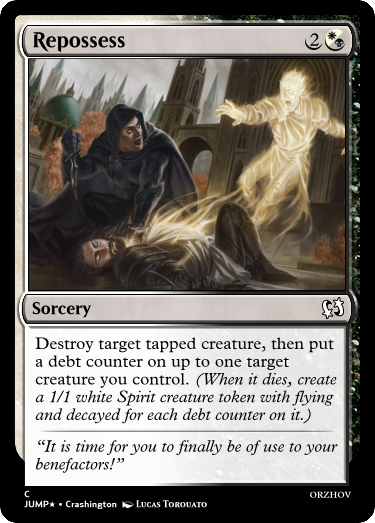 Repossess 2
Sorcery
Destroy target tapped creature, then put
a debt counter on up to one target
creature you control. (When it dies, create
a 1/1 white Spirit creature token with flying
and decayed for each debt counter on it.)
“It is time for you to finally be of use to your
benefactors!”
C ORZHOV
JUMP★ • Crashington LUCAS TOROUATO